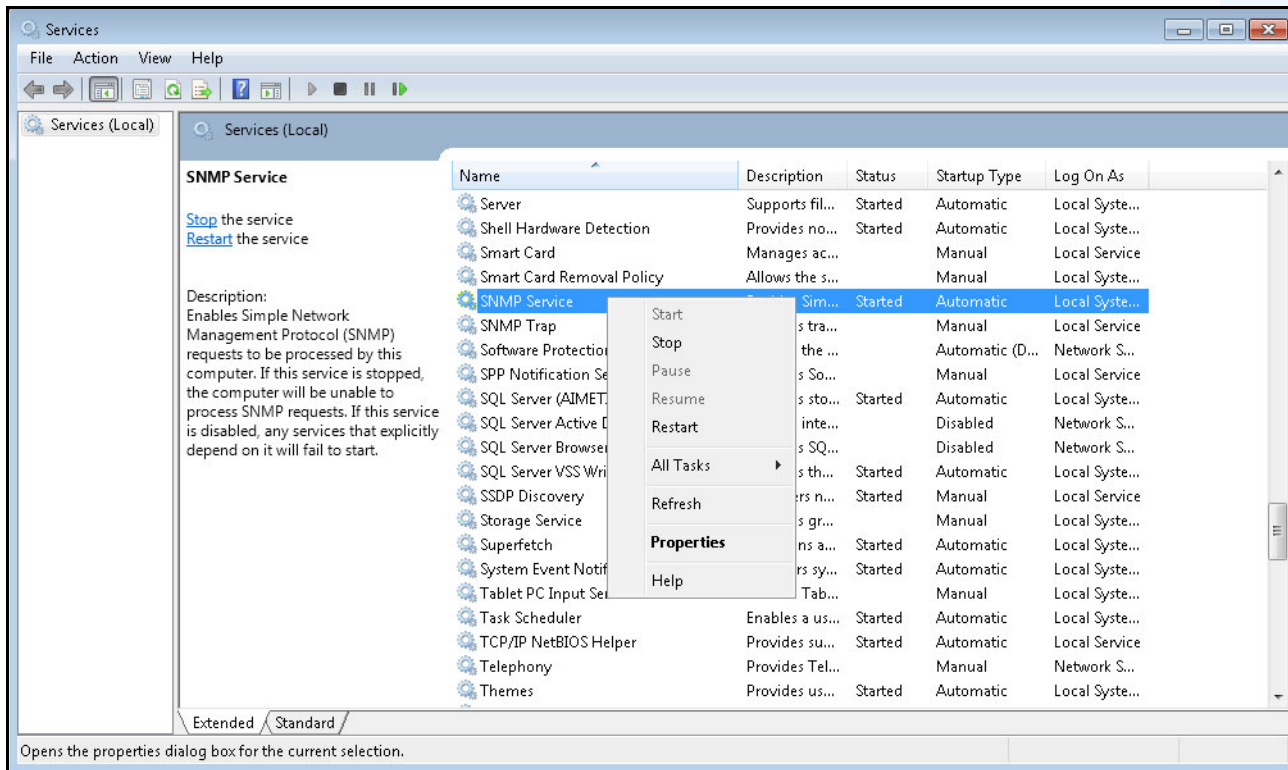 Services
File Action View Help
Services (Local)
Services (Local)
SNMP Service
Stop the service
Restart the service
Description:
Enables Simple Network
Management Protocol (SNMP)
requests to be processed by this
computer. If this service is stopped,
the computer will be unable to
process SNMP requests. If this service
is disabled, any services that explicitly
depend on it will fail to start.
Name Description Status Startup Type Log On As
Server Supports fil... Started Automatic Local Syste...
Shell Hardware Detection Provides no... Started Automatic Local Syste...
Smart Card Manages ac... Manual Local Service
Smart Card Removal Policy Allows the s... Manual Local Syste...
SNMP Service Sim... Started Automatic Local Syste...
SNMP Trap s tra... Manual Local Service
Software Protection the ... Automatic (D... Network S...
SPP Notification Se s So... Manual Local Service
SQL Server (AIMET. s sto... Started Automatic Local Syste...
SQL Server Active D inte... Disabled Network S...
SQL Server Browser s SQ... Disabled Network S...
SQL Server VSS Wri s th... Started Automatic Local Syste...
SSDP Discovery rs n... Started Manual Local Service
Storage Service s gr... Manual Local Syste...
Superfetch ns a... Started Automatic Local Syste...
System Event Notif rs sy... Started Automatic Local Syste...
Tablet PC Input Ser Tab... Manual Local Syste...
Task Scheduler Enables a us... Started Automatic Local Syste...
TCP/IP NetBIOS Helper Provides su... Started Automatic Local Service
Telephony Provides Tel... Manual Network S...
Themes Provides us... Started Automatic Local Syste...
Start
Stop
Pause
Resume
Restart
All Tasks
Refresh
Properties
Help
Extended Standard
Opens the properties dialog box for the current selection.